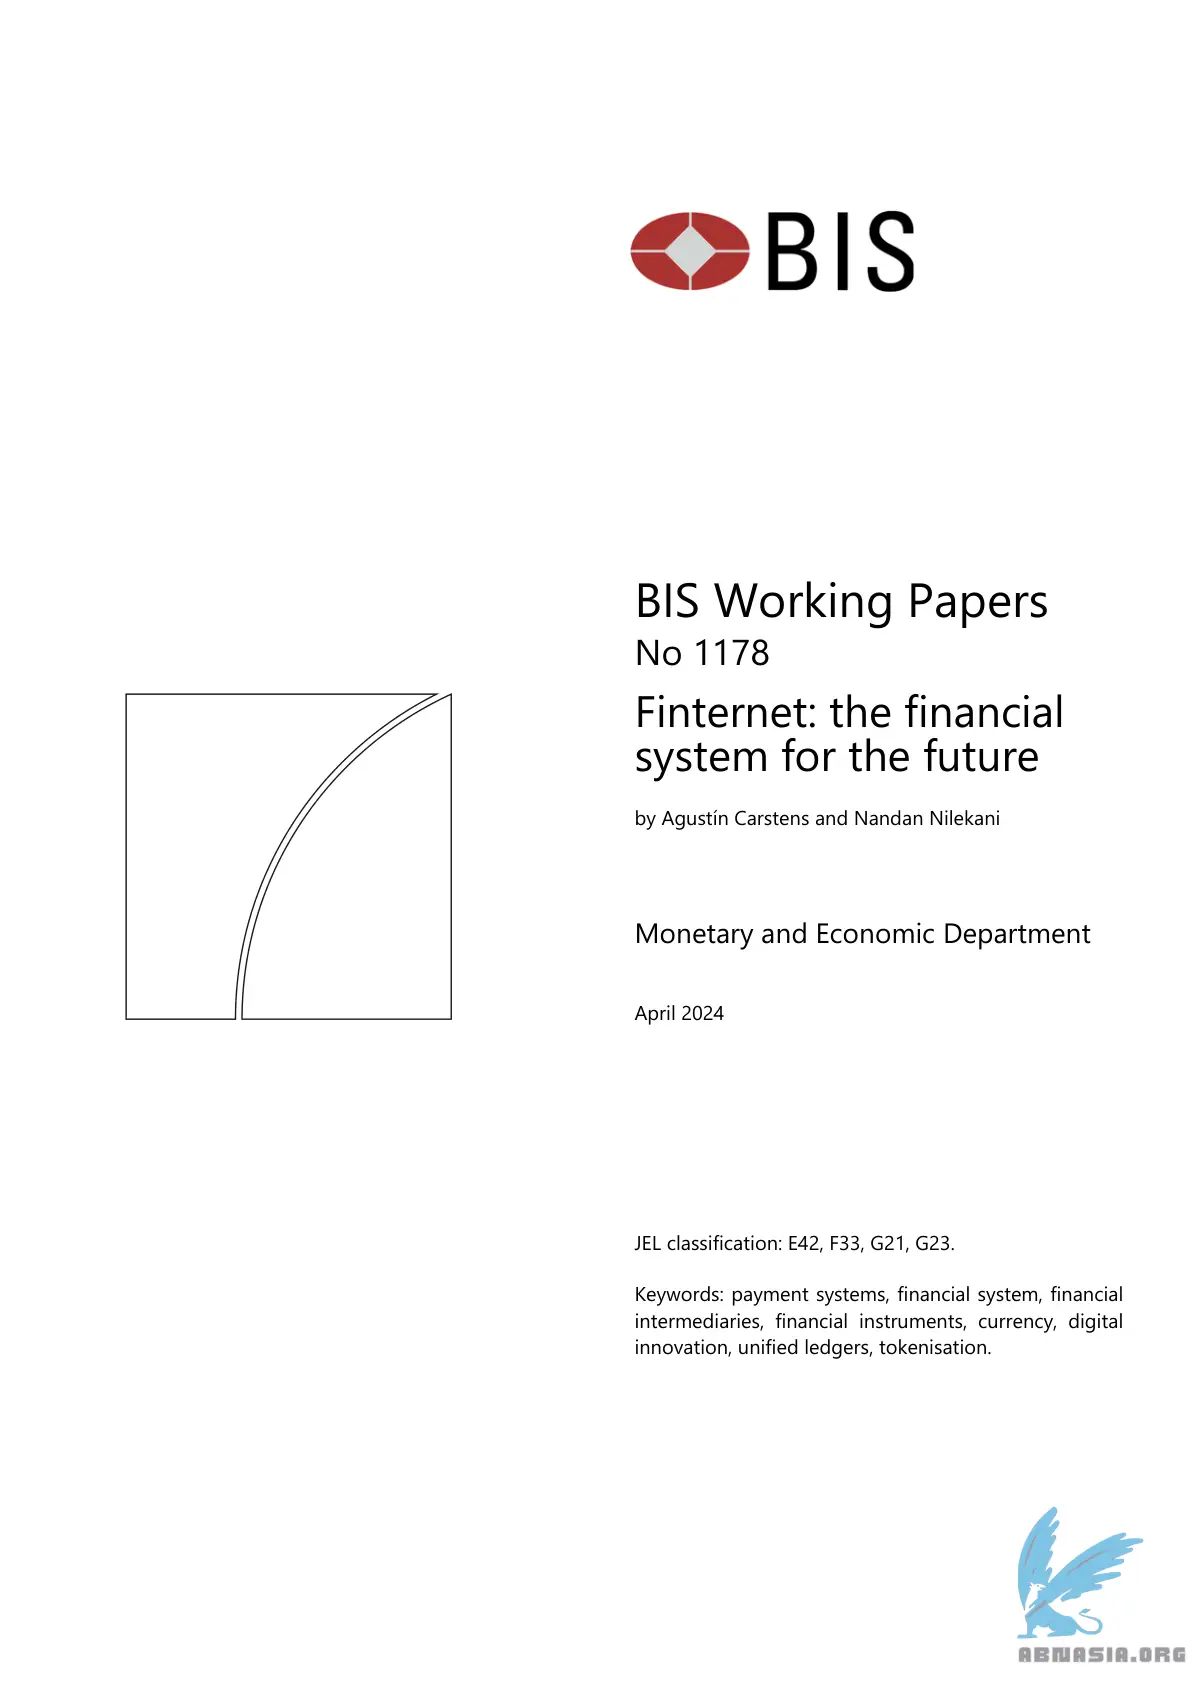 BIS
BIS Working Papers
No 1178
Finternet: the financial
system for the future
by Agustín Carstens and Nandan Nilekani
Monetary and Economic Department
April 2024
JEL classification: E42, F33, G21, G23.
Keywords: payment systems, financial system, financial
intermediaries, financial instruments, currency, digital
innovation, unified ledgers, tokenisation.
ABNASIA.ORG